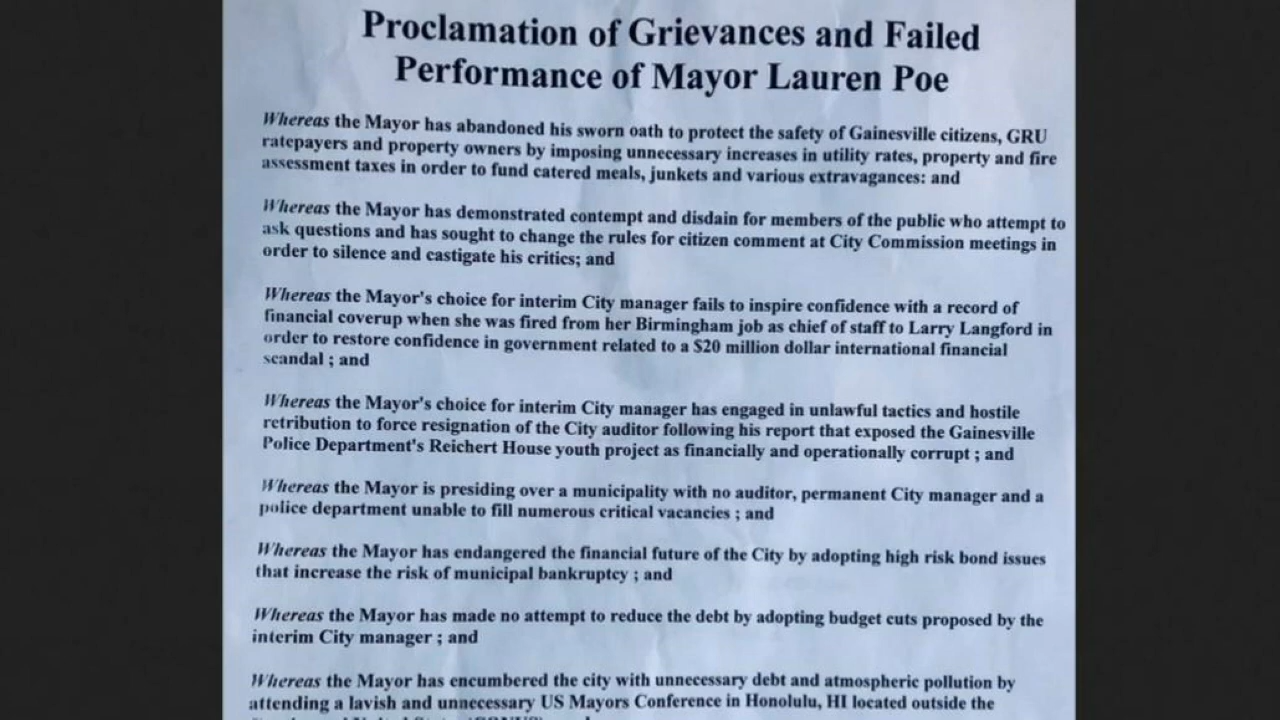 Proclamation of Grievances and Failed
Performance of Mayor Lauren Poe
Whereas the Mayor has abandoned his sworn oath to protect the safety of Gainesville citizens, GRU
ratepayers and property owners by imposing unnecessary increases in utility rates, property and fire
assessment taxes in order to fund catered meals, junkets and various extravagances: and
Whereas the Mayor has demonstrated contempt and disdain for members of the public who attempt to
ask questions and has sought to change the rules for citizen comment at City Commission meetings in
order to silence and castigate his critics; and
Whereas the Mayor's choice for interim City manager fails to inspire confidence with a record of
financial coverup when she was fired from her Birmingham job as chief of staff to Larry Langford in
order to restore confidence in government related to a $20 million dollar international financial
scandal ; and
Whereas the Mayor's choice for interim City manager has engaged in unlawful tactics and hostile
retribution to force resignation of the City auditor following his report that exposed the Gainesville
Police Department's Reichert House youth project as financially and operationally corrupt ; and
Whereas the Mayor is presiding over a municipality with no auditor, permanent City manager and a
police department unable to fill numerous critical vacancies ; and
Whereas the Mayor has endangered the financial future of the City by adopting high risk bond issues
that increase the risk of municipal bankruptcy ; and
Whereas the Mayor has made no attempt to reduce the debt by adopting budget cuts proposed by the
interim City manager ; and
Whereas the Mayor has encumbered the city with unnecessary debt and atmospheric pollution by
attending a lavish and unnecessary US Mayors Conference in Honolulu, HI located outside the